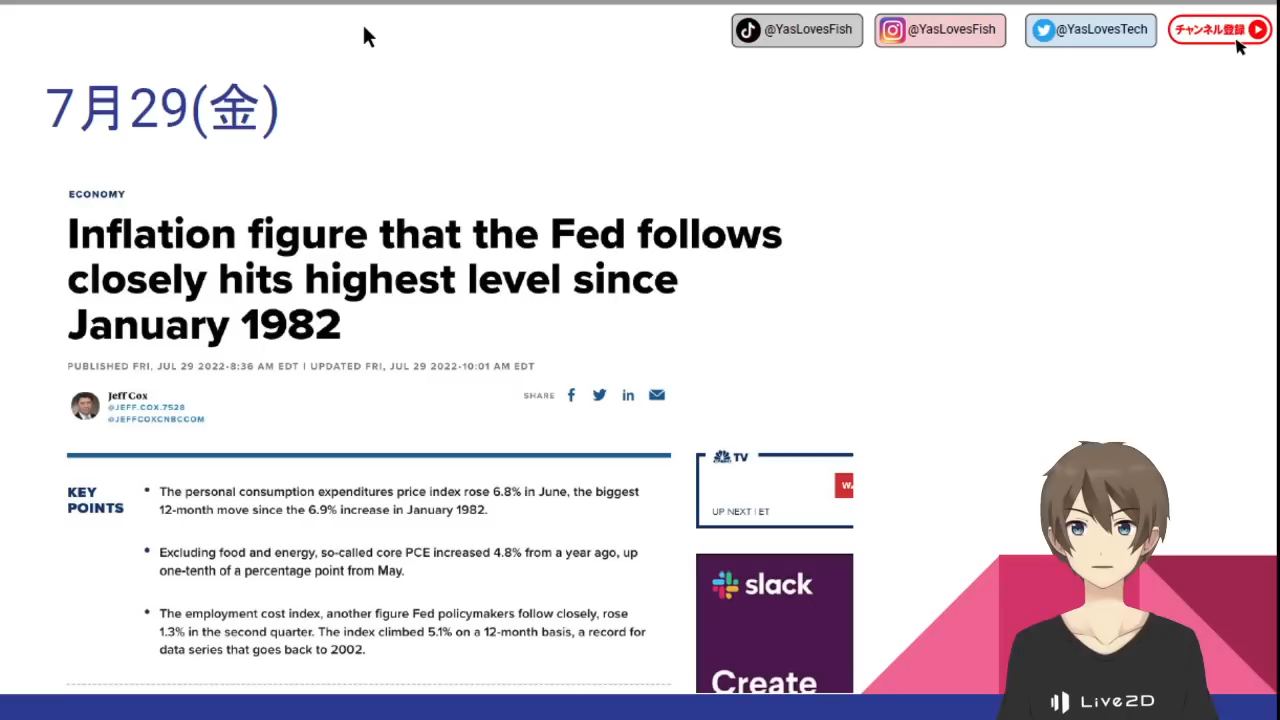 @YasLovesFish
@YasLovesFish
@YasLovesTech
チャンネル登録
7月29(金)
ECONOMY
Inflation figure that the Fed follows
closely hits highest level since
January 1982
PUBLISHED FRI, JUL 29 2022•8:36 AM EDT | UPDATED FRI, JUL 29 2022•10:01 AM EDT
Jeff Cox
@JEFF.COX.7528
@JEFFCOXCNBCCOM
SHARE
KEY
POINTS
• The personal consumption expenditures price index rose 6.8% in June, the biggest
12-month move since the 6.9% increase in January 1982.
• Excluding food and energy, so-called core PCE increased 4.8% from a year ago, up
one-tenth of a percentage point from May.
• The employment cost index, another figure Fed policymakers follow closely, rose
1.3% in the second quarter. The index climbed 5.1% on a 12-month basis, a record for
data series that goes back to 2002.
TV
UP NEXT | ET
slack
Create
Live2D